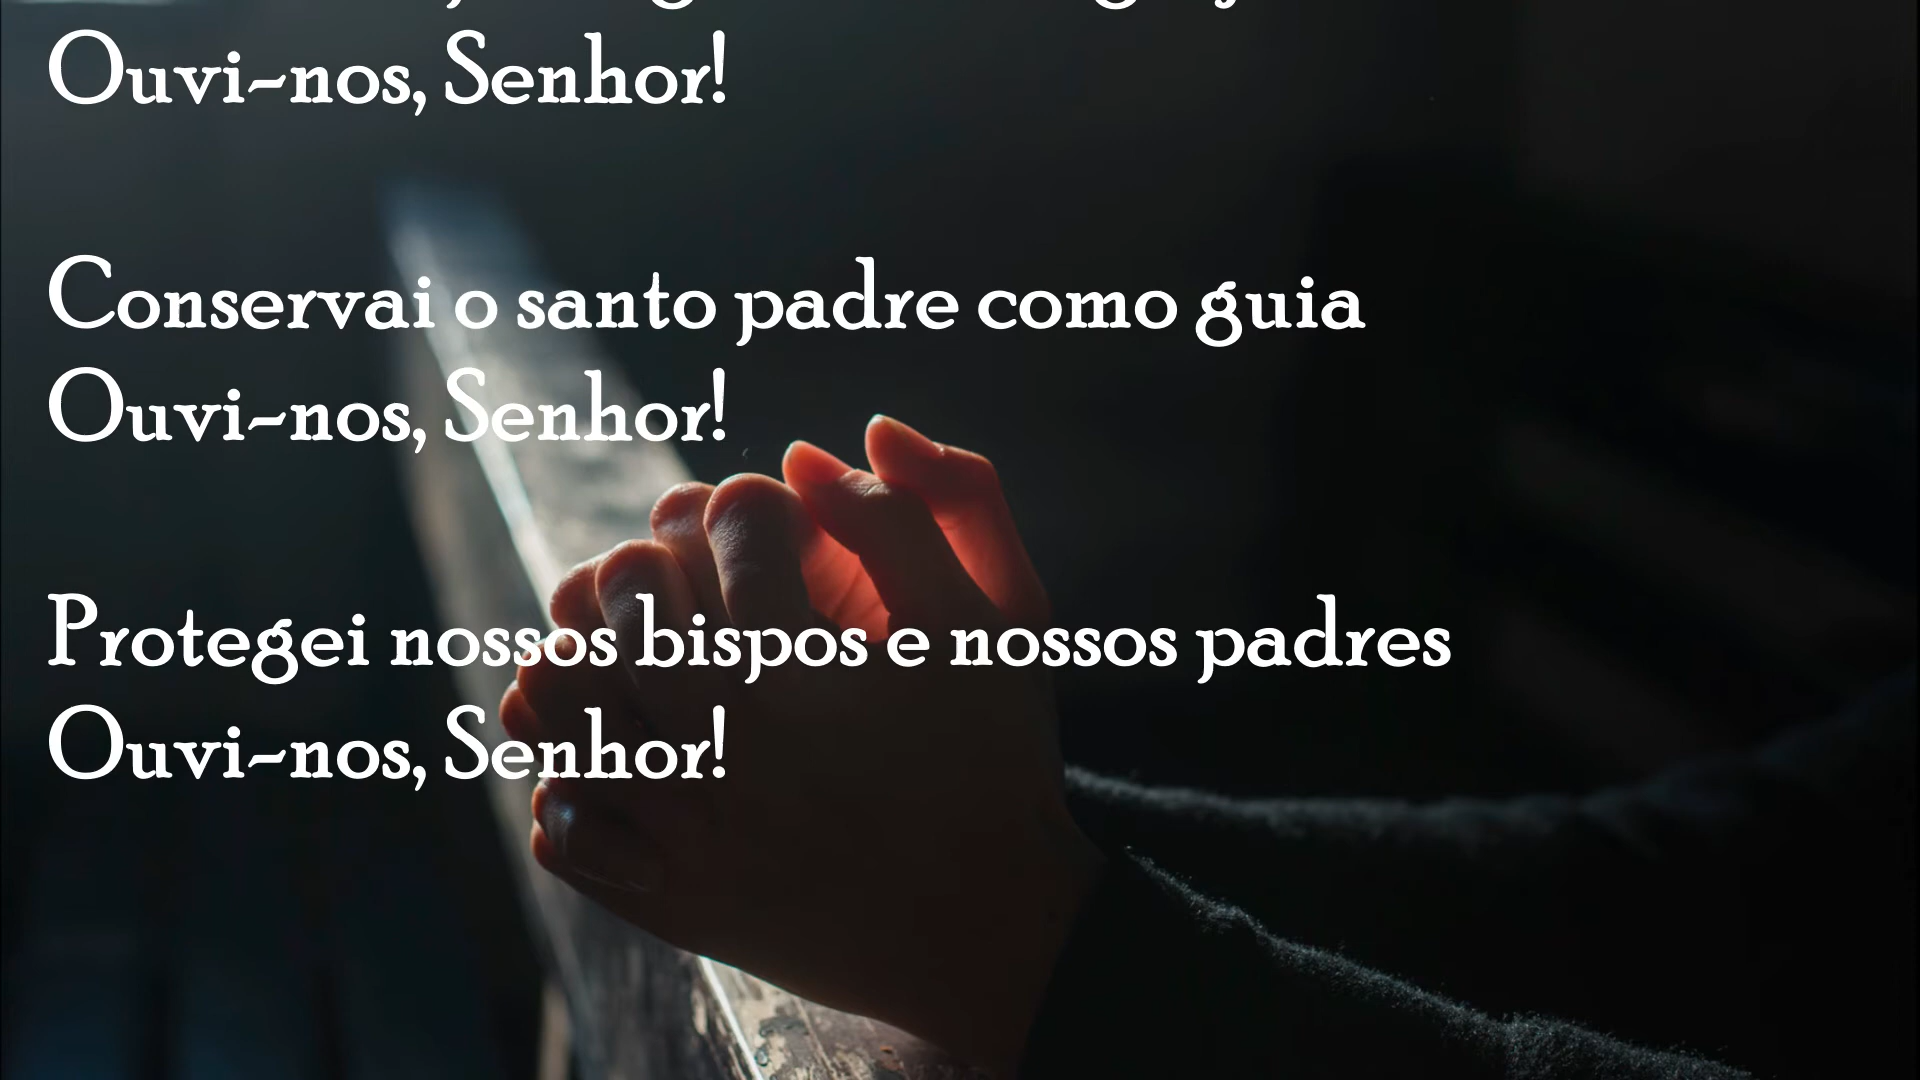 Ouvi-nos, Senhor!
Conservai o santo padre como guia
Ouvi-nos, Senhor!
Protegei nossos bispos e nossos padres
Ouvi-nos, Senhor!